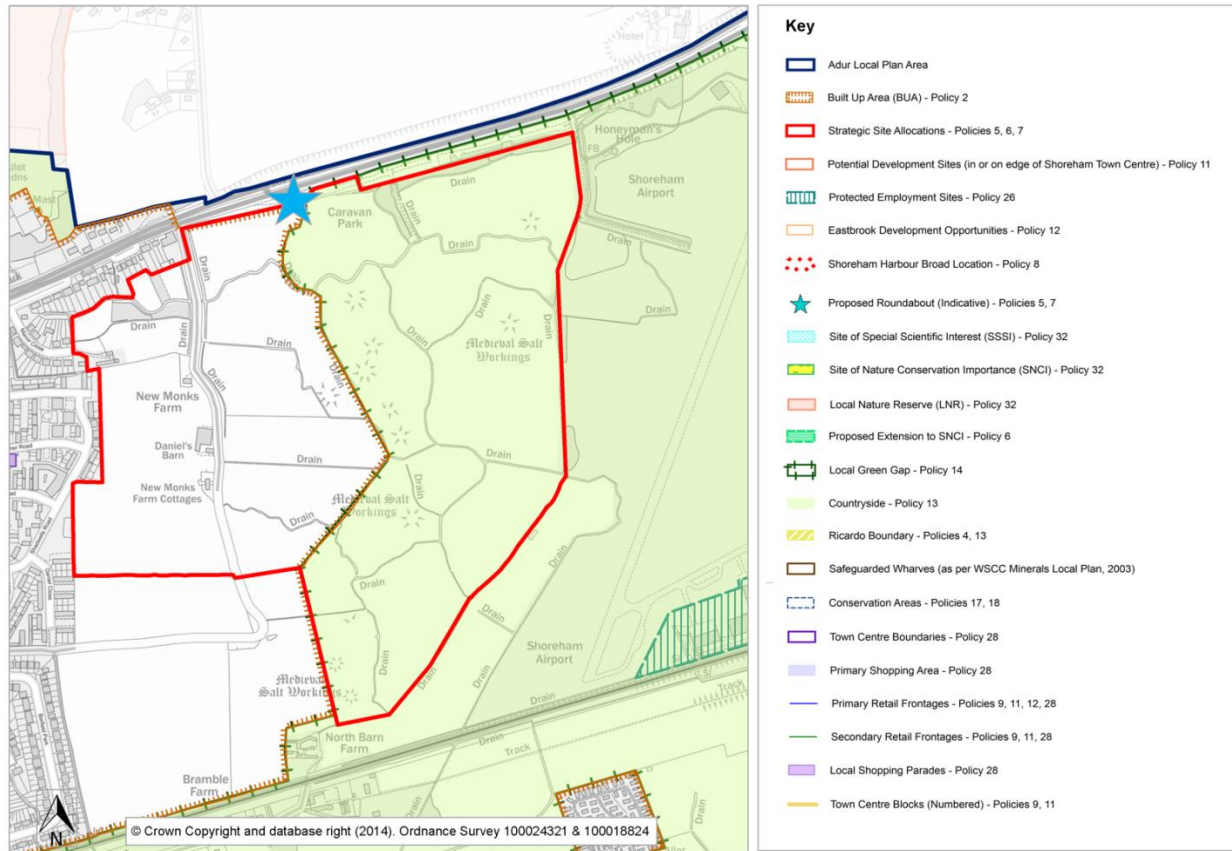 Hotel
Honeyman's
Hole
FB
Shoreham
Airport
Drain
Mast
Caravan
Park
Drain
Drain
Drain
Drain
Drain
Drain
Medieval Salt
Workings
New Monks
Farm
Daniel's
Barn
Drain
New Monks
Farm Cottages
Medieval Salt
Workings
Drain
Drain
Drain
Drain
Drain
Shoreham
Airport
Drain
Medieval
Salt Workings
Drain
Track
North Barn
Farm
Drain
Track
Bramble
Farm
N
© Crown Copyright and database right (2014). Ordnance Survey 100024321 & 100018824
Key
Adur Local Plan Area
Built Up Area (BUA) - Policy 2
Strategic Site Allocations - Policies 5, 6, 7
Potential Development Sites (in or on edge of Shoreham Town Centre) - Policy 11
Protected Employment Sites - Policy 26
Eastbrook Development Opportunities - Policy 12
Shoreham Harbour Broad Location - Policy 8
Proposed Roundabout (Indicative) - Policies 5, 7
Site of Special Scientific Interest (SSSI) - Policy 32
Site of Nature Conservation Importance (SNCI) - Policy 32
Local Nature Reserve (LNR) - Policy 32
Proposed Extension to SNCI - Policy 6
Local Green Gap - Policy 14
Countryside - Policy 13
Ricardo Boundary - Policies 4, 13
Safeguarded Wharves (as per WSCC Minerals Local Plan, 2003)
Conservation Areas - Policies 17, 18
Town Centre Boundaries - Policy 28
Primary Shopping Area - Policy 28
Primary Retail Frontages - Policies 9, 11, 12, 28
Secondary Retail Frontages - Policies 9, 11, 28
Local Shopping Parades - Policy 28
Town Centre Blocks (Numbered) - Policies 9, 11